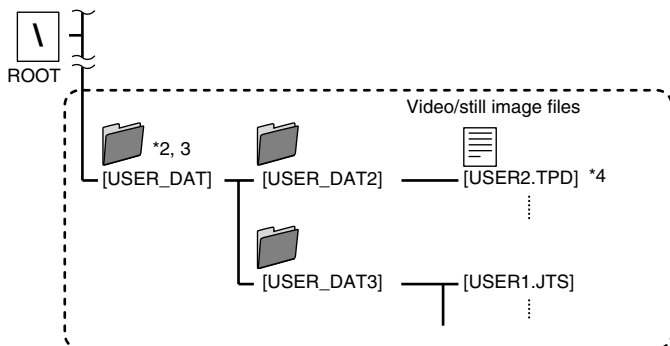 \
ROOT
Video/still image files
*2, 3
[USER_DAT]
[USER_DAT2]
[USER2.TPD] *4
[USER_DAT3]
[USER1.JTS]